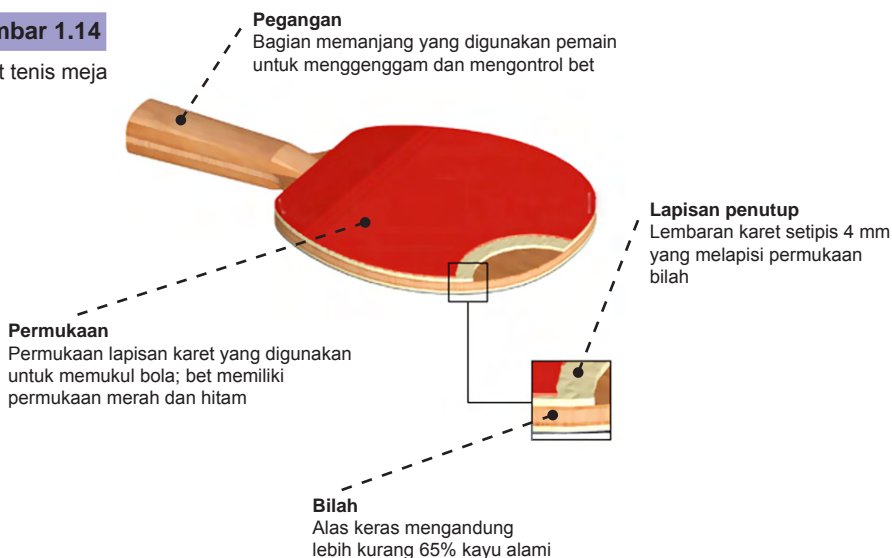 mbar 1.14
t tenis meja
Pegangan
Bagian memanjang yang digunakan pemain
untuk menggenggam dan mengontrol bet
Lapisan penutup
Lembaran karet setipis 4 mm
yang melapisi permukaan
bilah
Permukaan
Permukaan lapisan karet yang digunakan
untuk memukul bola; bet memiliki
permukaan merah dan hitam
Bilah
Alas keras mengandung
lebih kurang 65% kayu alami